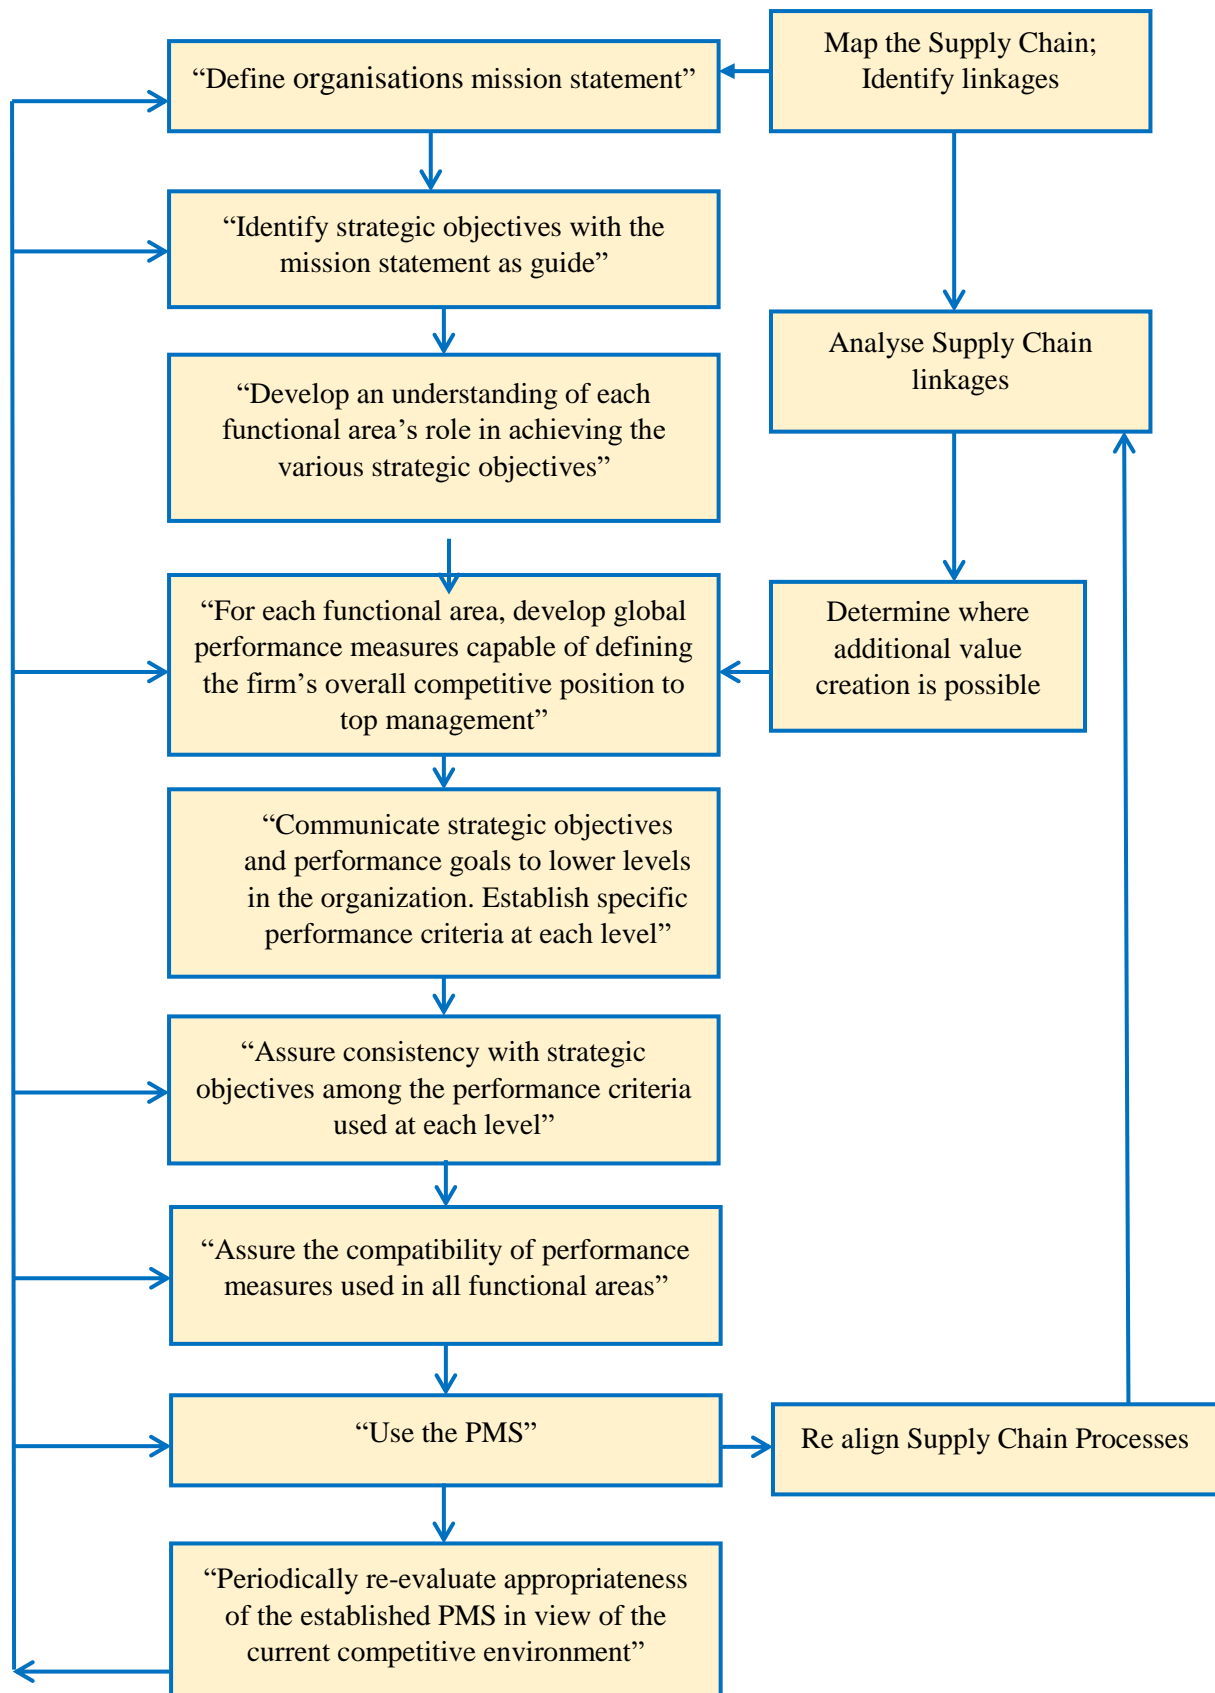 “Define organisations mission statement”
Map the Supply Chain;
Identify linkages
“Identify strategic objectives with the
mission statement as guide”
Analyse Supply Chain
linkages
“Develop an understanding of each
functional area’s role in achieving the
various strategic objectives”
“For each functional area, develop global
performance measures capable of defining
the firm’s overall competitive position to
top management”
Determine where
additional value
creation is possible
“Communicate strategic objectives
and performance goals to lower levels
in the organization. Establish specific
performance criteria at each level”
“Assure consistency with strategic
objectives among the performance criteria
used at each level”
“Assure the compatibility of performance
measures used in all functional areas”
“Use the PMS”
Re align Supply Chain Processes
“Periodically re-evaluate appropriateness
of the established PMS in view of the
current competitive environment”